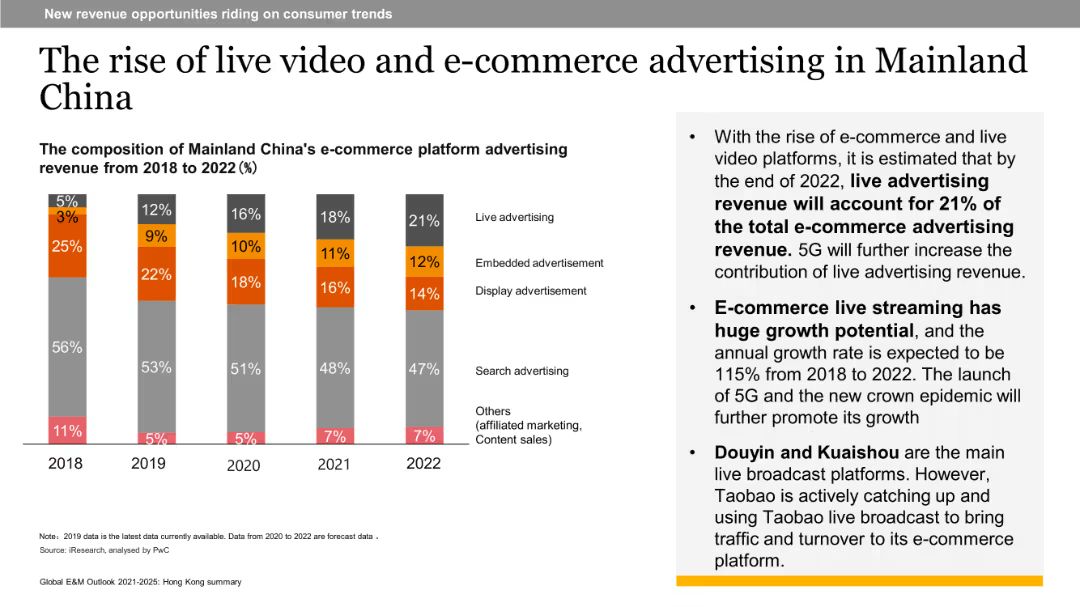 New revenue opportunities riding on consumer trends
The rise of live video and e-commerce advertising in Mainland
China
The composition of Mainland China's e-commerce platform advertising
revenue from 2018 to 2022(%)
5%
3%
25%
56%
11%
12%
9%
22%
53%
5%
16%
10%
18%
51%
5%
18%
11%
16%
48%
7%
21%
12%
14%
47%
7%
Live advertising
Embedded advertisement
Display advertisement
Search advertising
Others
(affiliated marketing,
Content sales)
2018
2019
2020
2021
2022
Note：2019 data is the latest data currently available. Data from 2020 to 2022 are forecast data .
Source: iResearch, analysed by PwC
Global E&M Outlook 2021-2025: Hong Kong summary
• With the rise of e-commerce and live
video platforms, it is estimated that by
the end of 2022, live advertising
revenue will account for 21% of
the total e-commerce advertising
revenue. 5G will further increase the
contribution of live advertising revenue.
• E-commerce live streaming has
huge growth potential, and the
annual growth rate is expected to be
115% from 2018 to 2022. The launch
of 5G and the new crown epidemic will
further promote its growth
• Douyin and Kuaishou are the main
live broadcast platforms. However,
Taobao is actively catching up and
using Taobao live broadcast to bring
traffic and turnover to its e-commerce
platform.